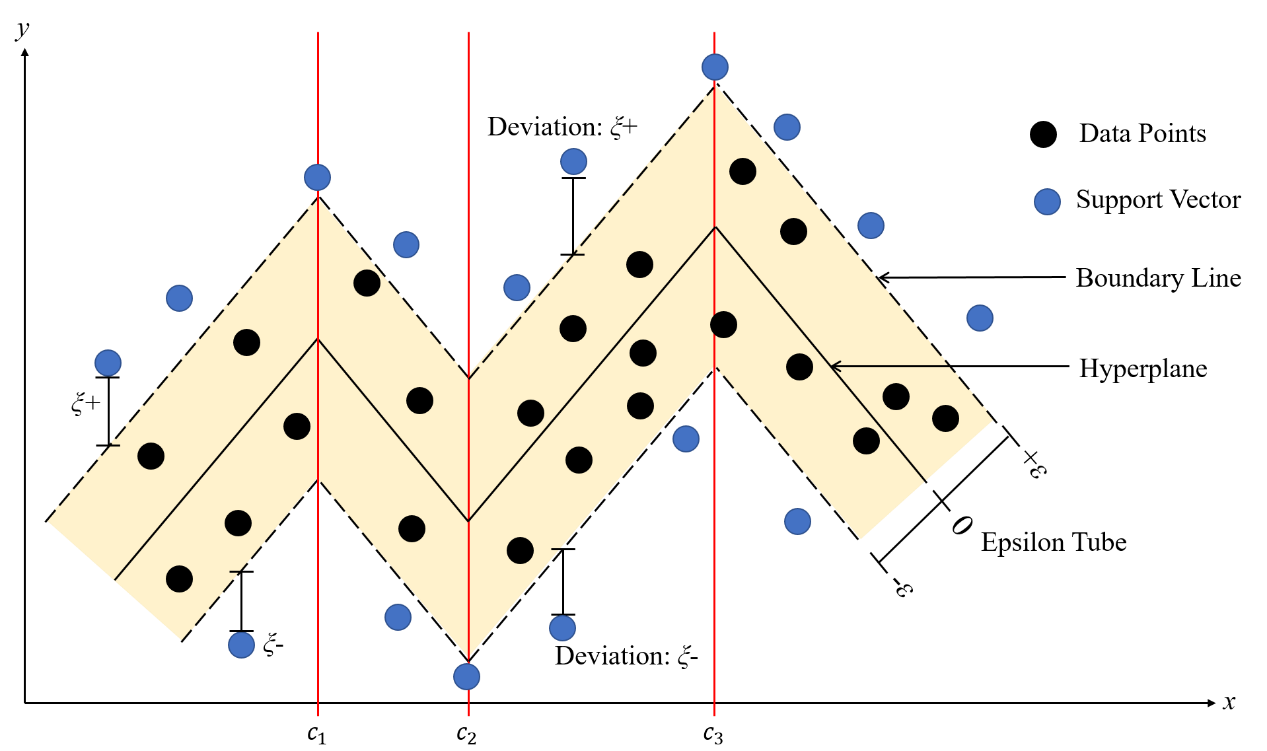 y
Deviation: ξ+
Data Points
Support Vector
Boundary Line
Hyperplane
ξ+
+ε
0
Epsilon Tube
-ε
ξ-
Deviation: ξ-
x
c₁
c₂
c₃